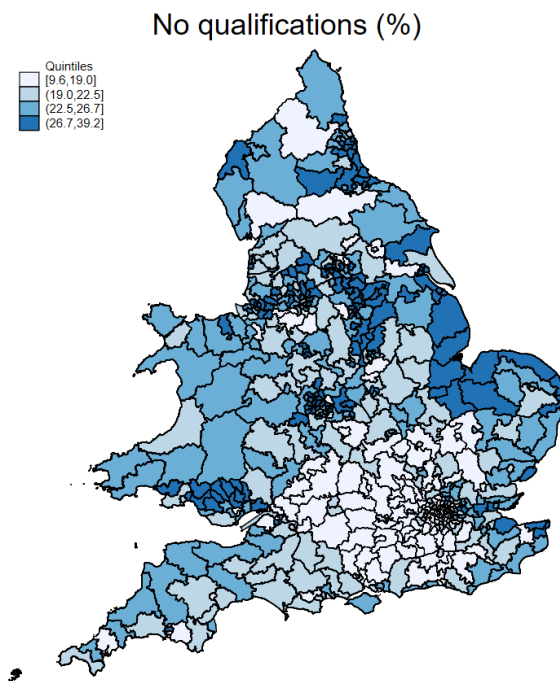 No qualifications (%)
Quintiles
[9.6,19.0]
(19.0,22.5]
(22.5,26.7]
(26.7,39.2]